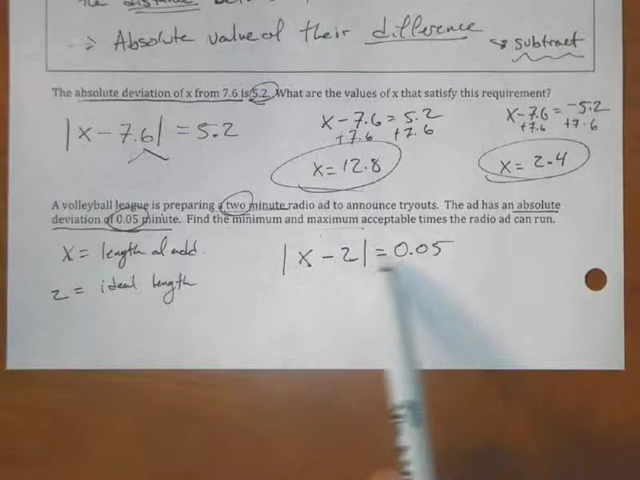 the distance
-> Absolute value of their difference -> subtract
The absolute deviation of x from 7.6 is 5.2. What are the values of x that satisfy this requirement?
|x-7.6| = 5.2
x-7.6 = 5.2
+7.6 +7.6
x = 12.8
x-7.6 = -5.2
+7.6 +7.6
x = 2.4
A volleyball league is preparing a two minute radio ad to announce tryouts. The ad has an absolute
deviation of 0.05 minute. Find the minimum and maximum acceptable times the radio ad can run.
x = length of add.
2 = ideal length
|x-2| = 0.05